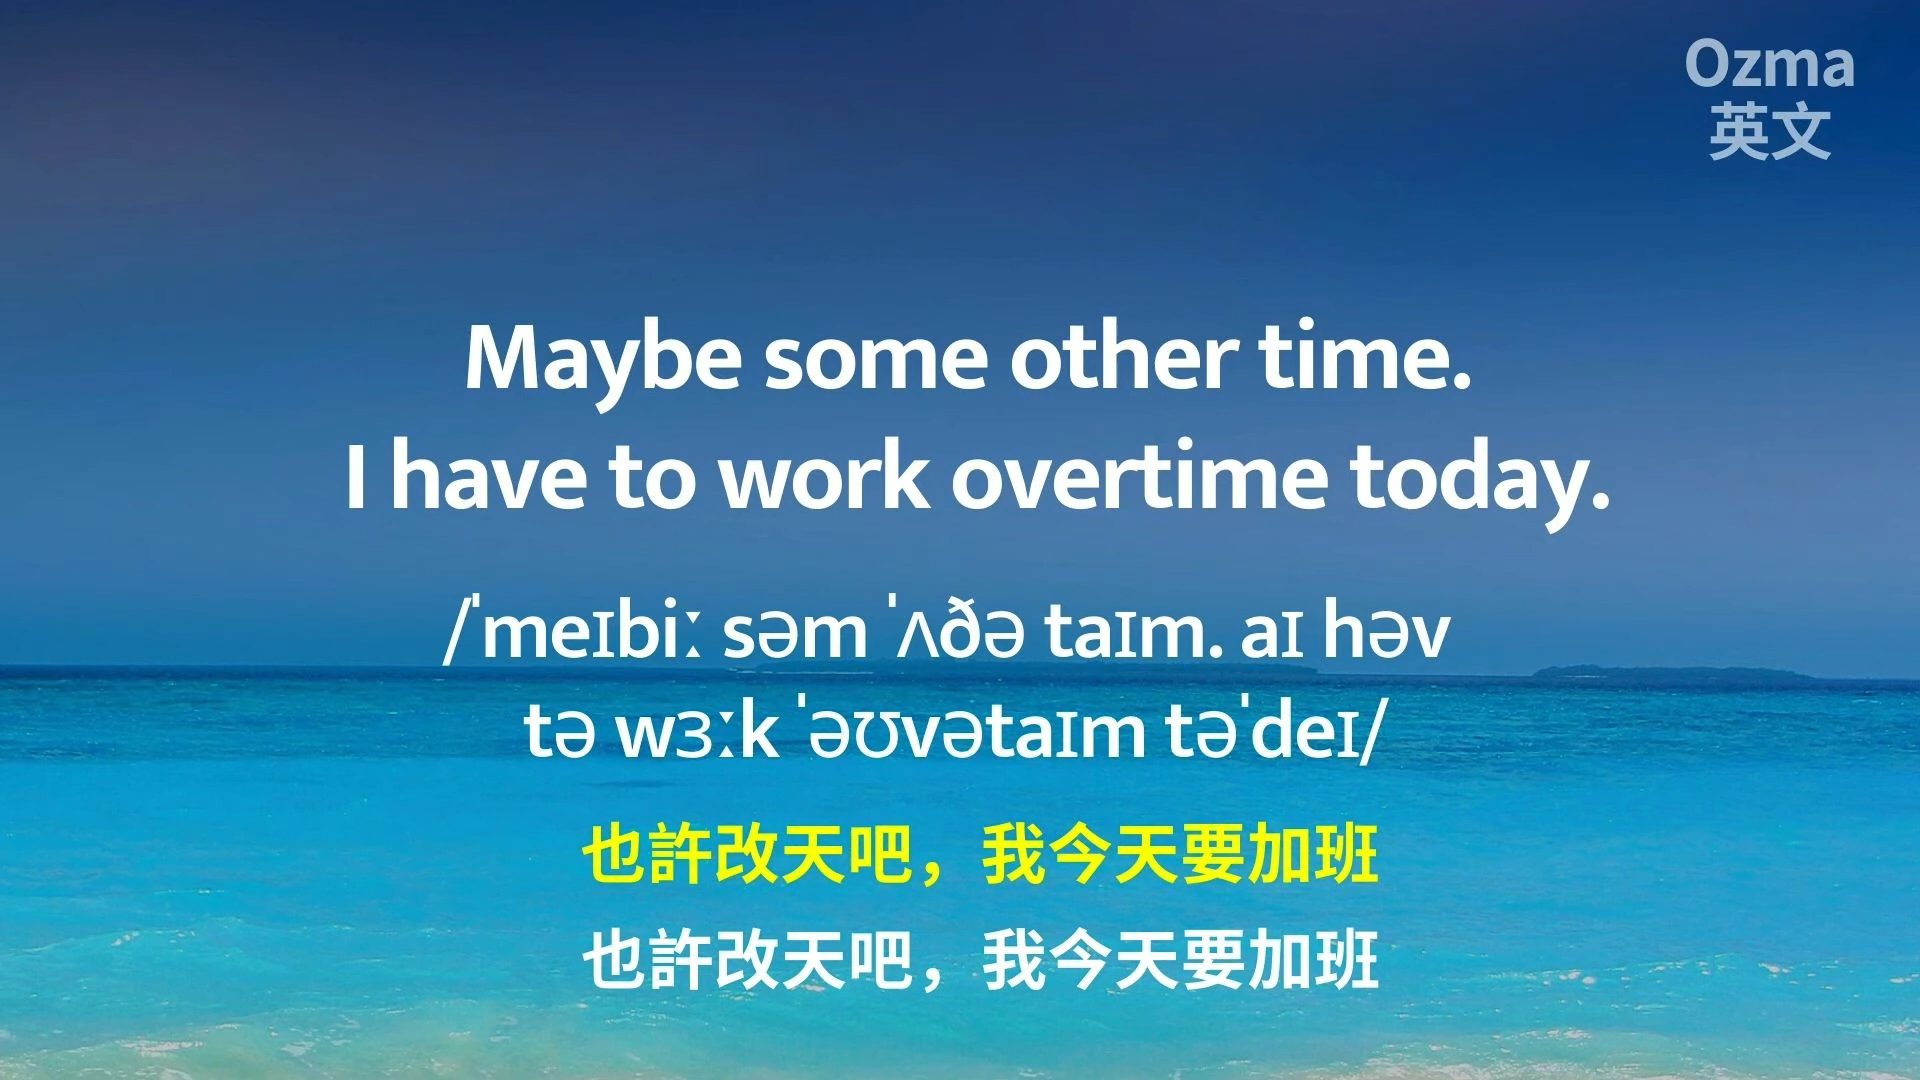 Ozma
英文
Maybe some other time.
I have to work overtime today.
/ˈmeɪbiː səm ˈʌðə taɪm. aɪ həv
tə wɜːk ˈəʊvətaɪm təˈdeɪ/
也許改天吧，我今天要加班
也許改天吧，我今天要加班